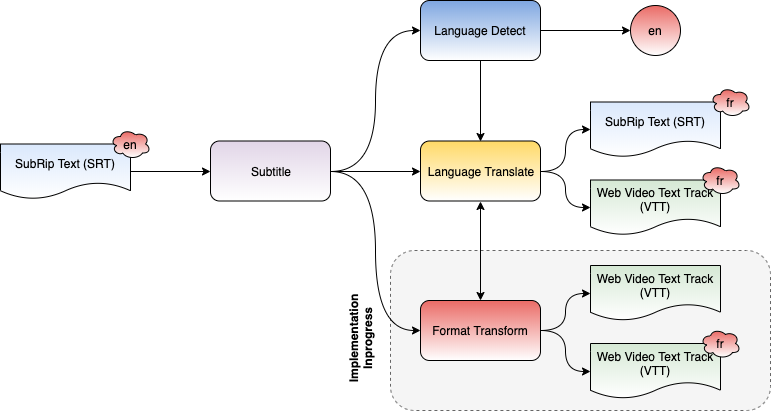 Language Detect
en
fr
SubRip Text (SRT)
en
SubRip Text (SRT)
Subtitle
Language Translate
fr
Web Video Text Track
(VTT)
Implementation
Inprogress
Web Video Text Track
(VTT)
Format Transform
fr
Web Video Text Track
(VTT)